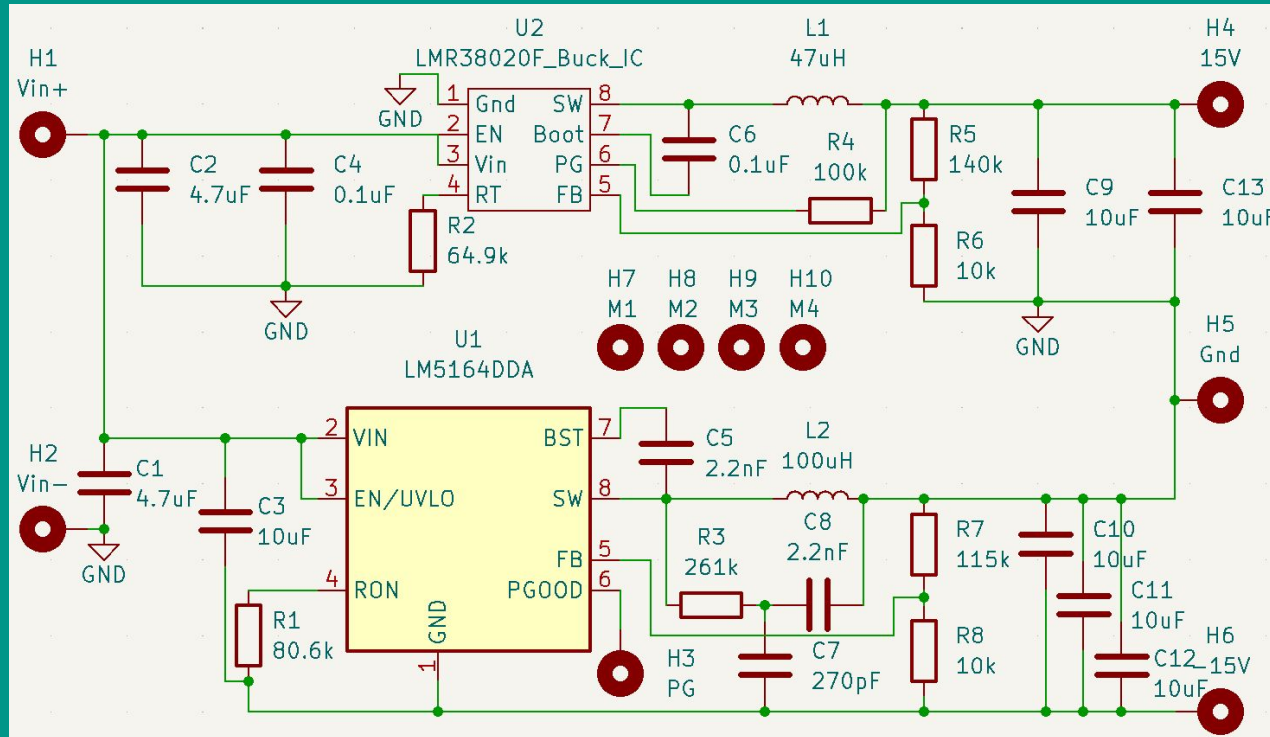 H1
Vin+
U2
LMR38020F_Buck_IC
L1
47uH
H4
15V
GND
1 Gnd SW 8
2 EN Boot 7
3 Vin PG 6
4 RT FB 5
C2
4.7uF
C4
0.1uF
R2
64.9k
C6
0.1uF
R4
100k
R5
140k
R6
10k
C9
10uF
C13
10uF
GND
GND
H7
M1
H8
M2
H9
M3
H10
M4
H5
Gnd
U1
LM5164DDA
2 VIN BST 7
3 EN/UVLO SW 8
FB 5
4 RON PGOOD 6
GND
1
H2
Vin-
C1
4.7uF
GND
C3
10uF
R1
80.6k
C5
2.2nF
L2
100uH
R3
261k
C8
2.2nF
C7
270pF
H3
PG
R7
115k
R8
10k
C10
10uF
C11
10uF
C12
10uF
H6
-15V